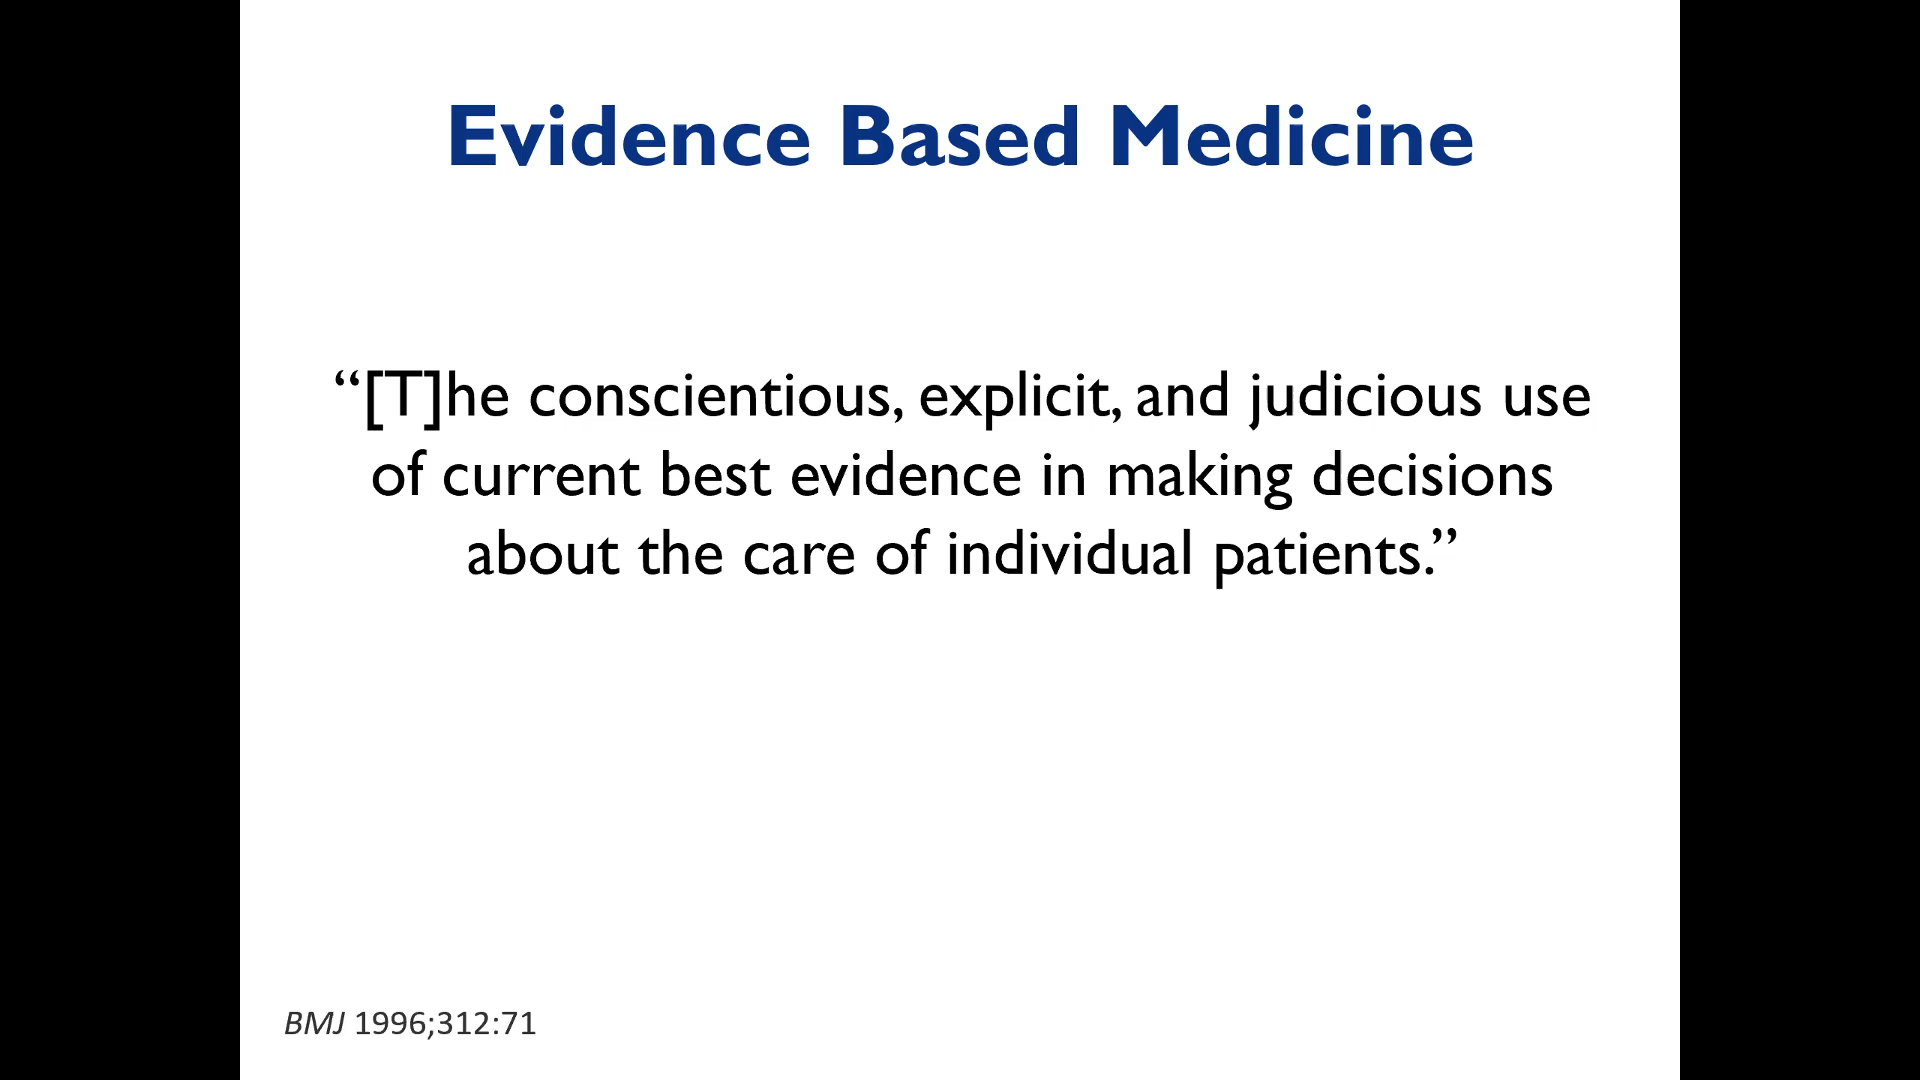 Evidence Based Medicine
“[T]he conscientious, explicit, and judicious use
of current best evidence in making decisions
about the care of individual patients.”
BMJ 1996;312:71